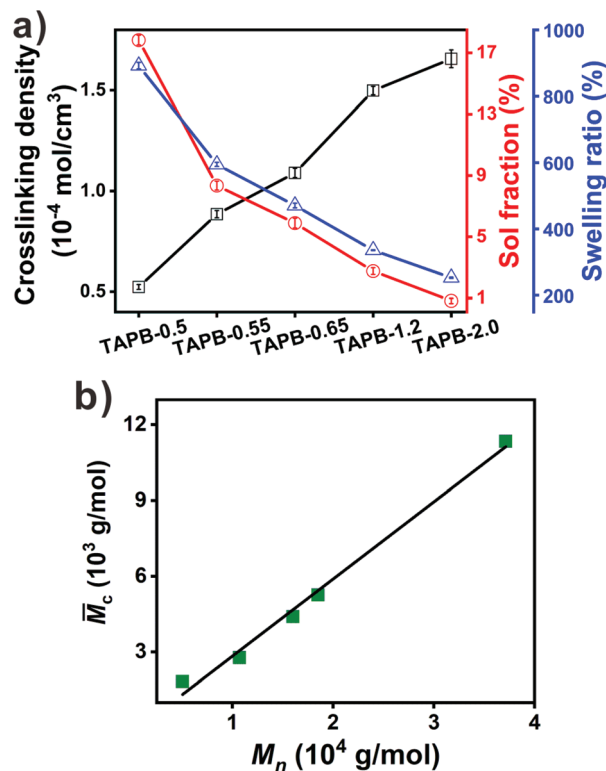 a)
Crosslinking density
(10⁻⁴ mol/cm³)
1.5
1.0
0.5
17
13
9
5
1
Sol fraction (%)
1000
800
600
400
200
Swelling ratio (%)
TAPB-0.5
TAPB-0.55
TAPB-0.65
TAPB-1.2
TAPB-2.0
b)
M̅c (10³ g/mol)
12
9
6
3
1
2
3
4
Mn (10⁴ g/mol)